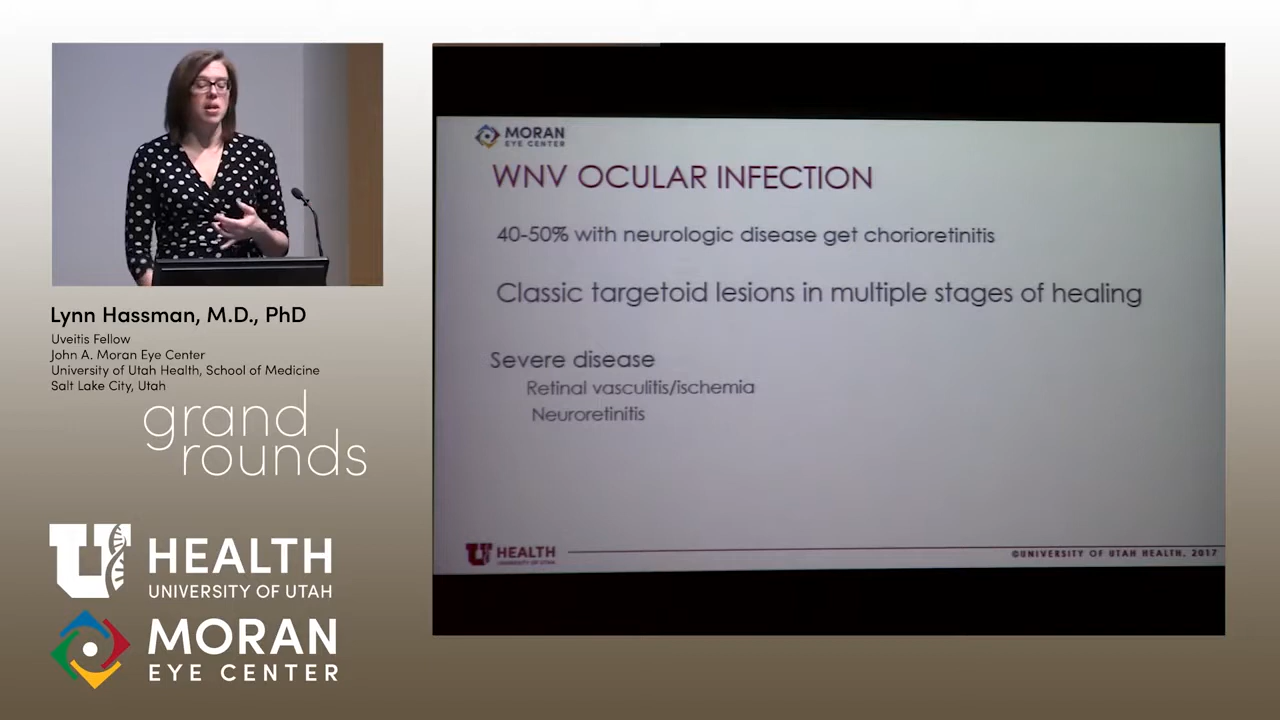 Lynn Hassman, M.D., PhD
Uveitis Fellow
John A. Moran Eye Center
University of Utah Health, School of Medicine
Salt Lake City, Utah
grand
rounds
U HEALTH
UNIVERSITY OF UTAH
MORAN
EYE CENTER
MORAN
EYE CENTER
WNV OCULAR INFECTION
40-50% with neurologic disease get chorioretinitis
Classic targetoid lesions in multiple stages of healing
Severe disease
Retinal vasculitis/ischemia
Neuroretinitis
U HEALTH
UNIVERSITY OF UTAH
©UNIVERSITY OF UTAH HEALTH, 2017